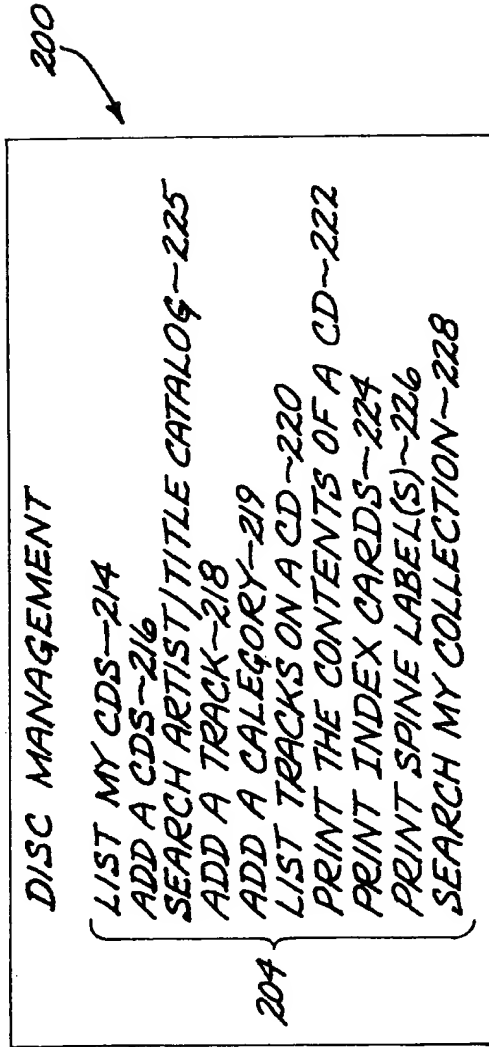 200
DISC MANAGEMENT
LIST MY CDS~214
ADD A CDS~216
SEARCH ARTIST/TITLE CATALOG~225
ADD A TRACK~218
ADD A CALEGORY~219
LIST TRACKS ON A CD~220
PRINT THE CONTENTS OF A CD~222
PRINT INDEX CARDS~224
PRINT SPINE LABEL(S)~226
SEARCH MY COLLECTION~228
204